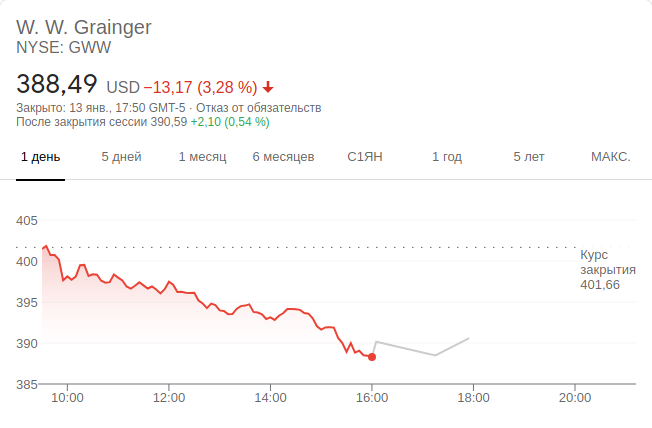 W. W. Grainger
NYSE: GWW
388,49 USD −13,17 (3,28 %)
Закрыто: 13 янв., 17:50 GMT-5 · Отказ от обязательств
После закрытия сессии 390,59 +2,10 (0,54 %)
1 день 5 дней 1 месяц 6 месяцев С1ЯН 1 год 5 лет МАКС.
405
400
395
390
385
Курс
закрытия
401,66
10:00 12:00 14:00 16:00 18:00 20:00